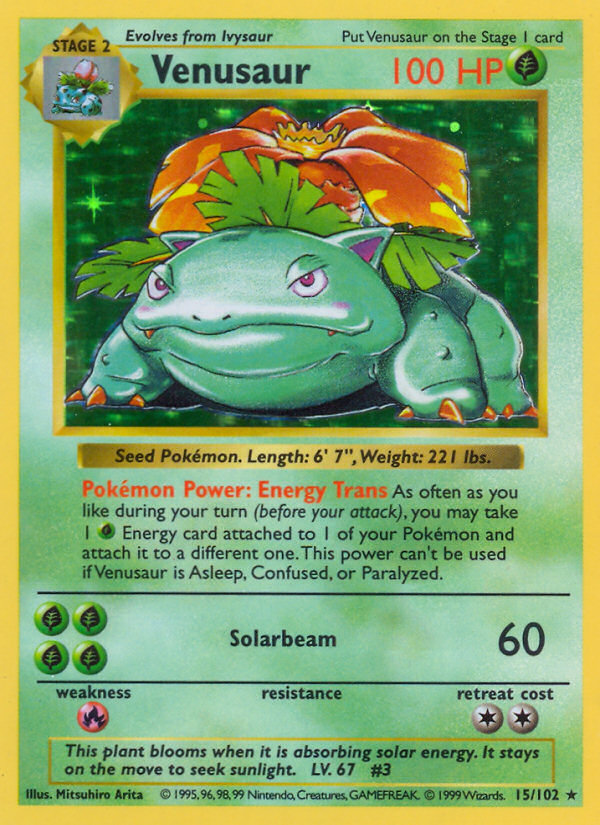 Evolves from Ivysaur
Put Venusaur on the Stage 1 card
STAGE 2
Venusaur
100 HP
Seed Pokémon. Length: 6' 7", Weight: 221 lbs.
Pokémon Power: Energy Trans As often as you
like during your turn (before your attack), you may take
1 Energy card attached to 1 of your Pokémon and
attach it to a different one. This power can't be used
if Venusaur is Asleep, Confused, or Paralyzed.
Solarbeam
60
weakness
resistance
retreat cost
This plant blooms when it is absorbing solar energy. It stays
on the move to seek sunlight. LV. 67 #3
Illus. Mitsuhiro Arita © 1995, 96, 98, 99 Nintendo, Creatures, GAMEFREAK. © 1999 Wizards. 15/102 ★